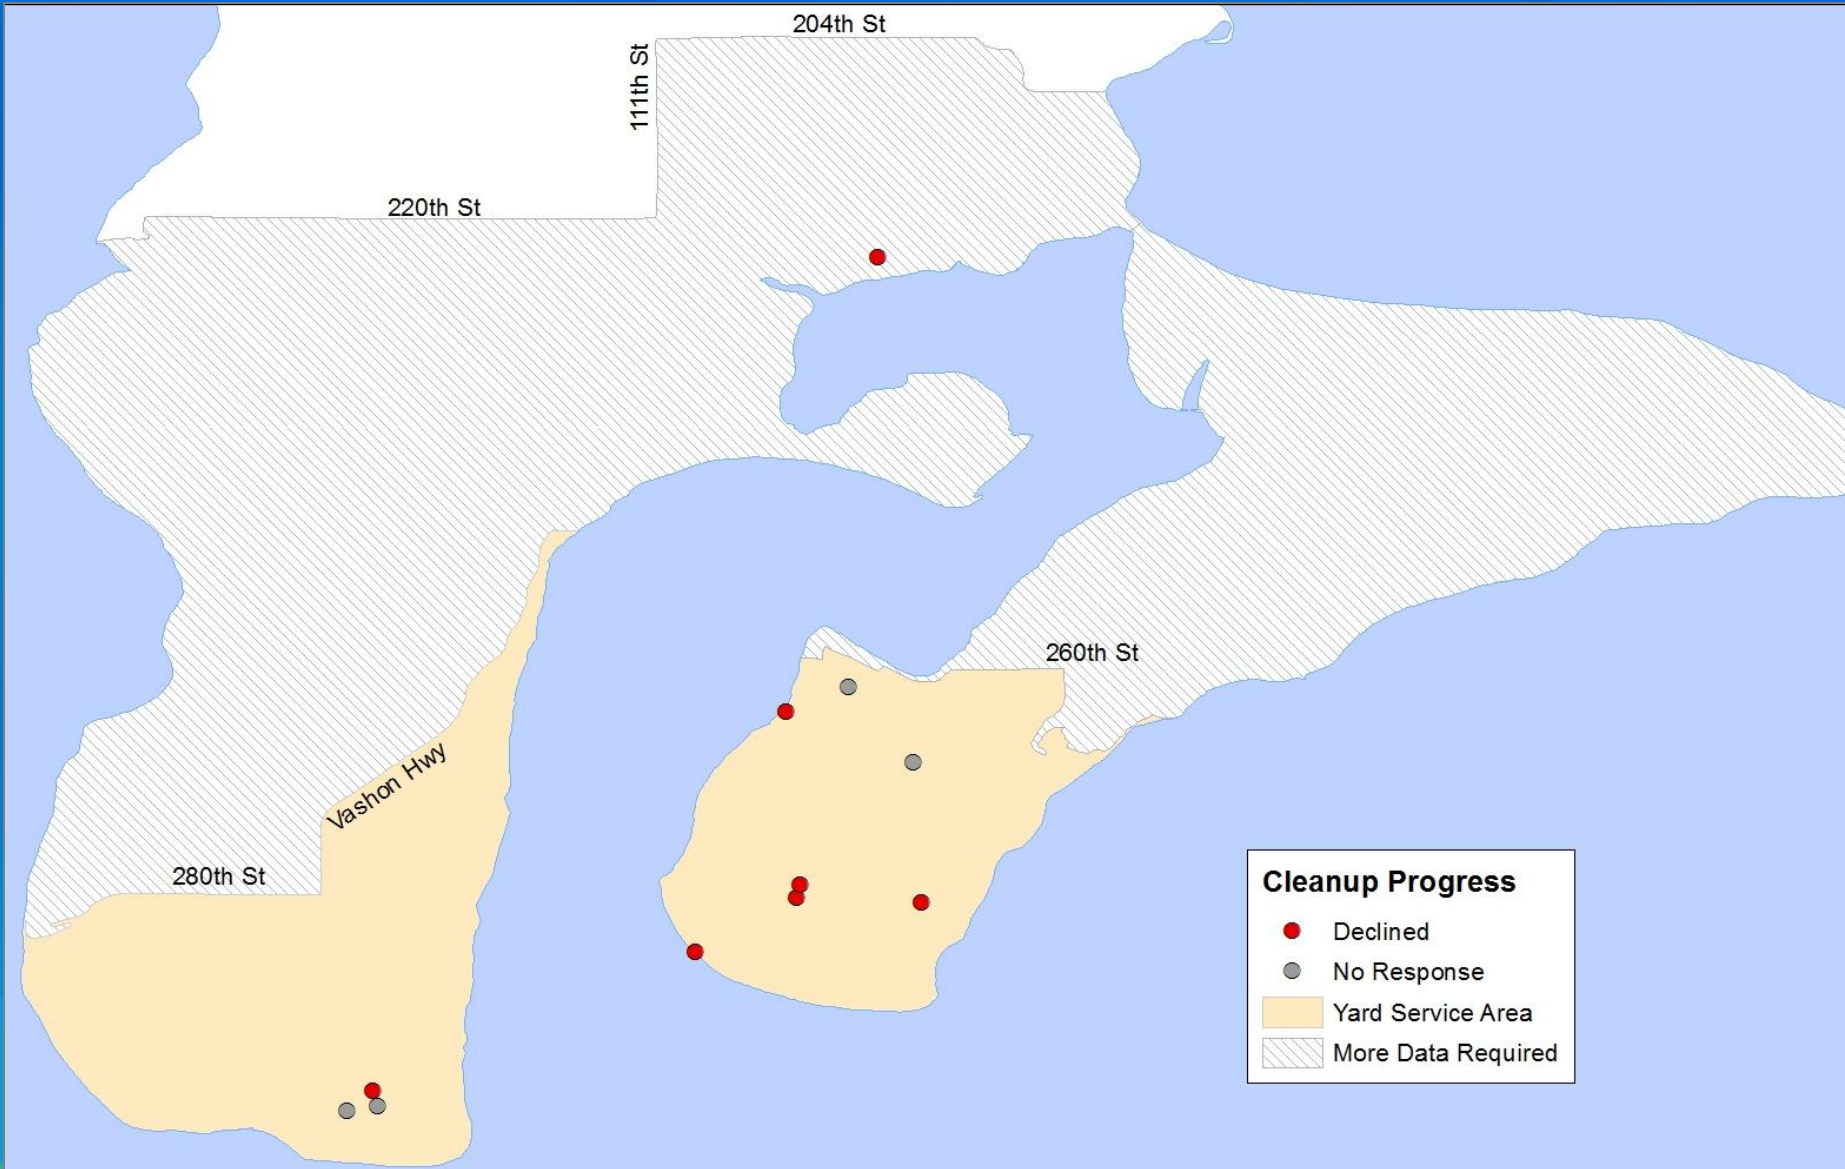 204th St
111th St
220th St
260th St
Vashon Hwy
280th St
Cleanup Progress
Declined
No Response
Yard Service Area
More Data Required